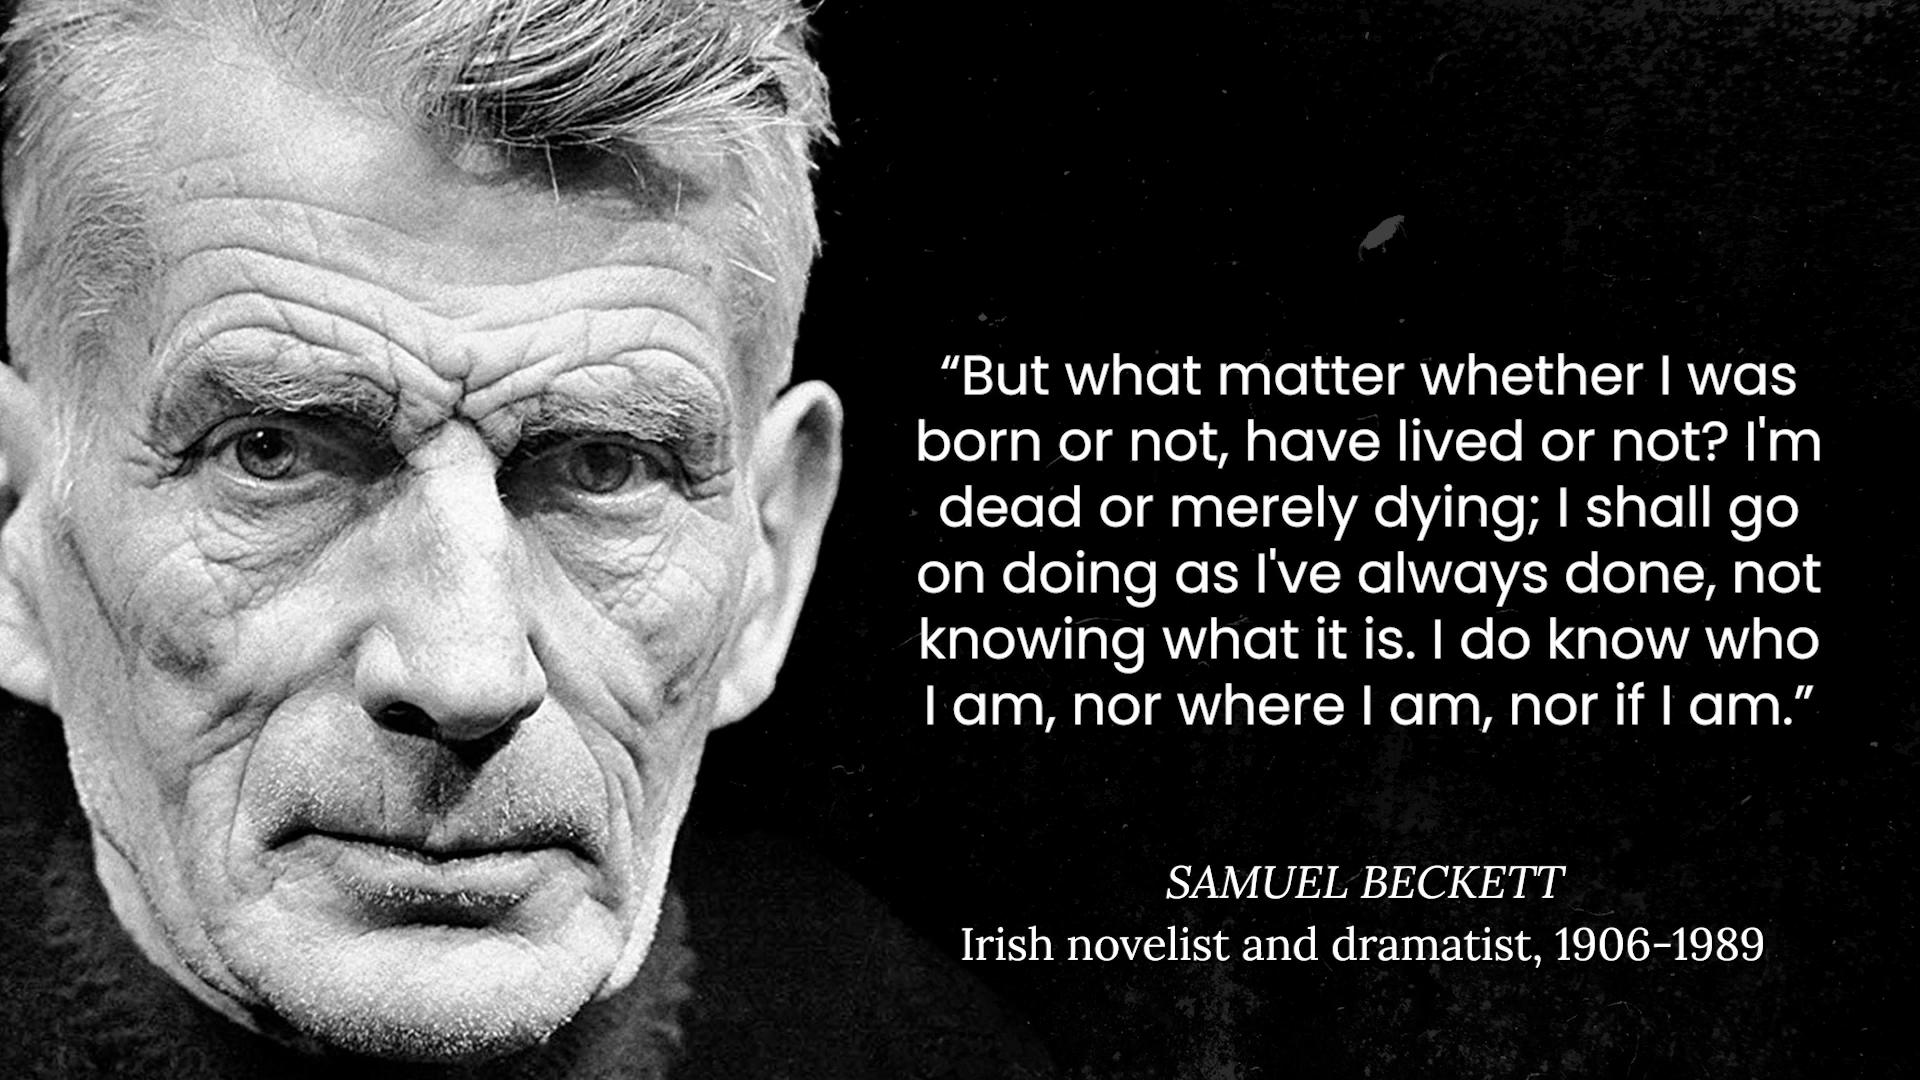 “But what matter whether I was
born or not, have lived or not? I'm
dead or merely dying; I shall go
on doing as I've always done, not
knowing what it is. I do know who
I am, nor where I am, nor if I am.”
SAMUEL BECKETT
Irish novelist and dramatist, 1906-1989